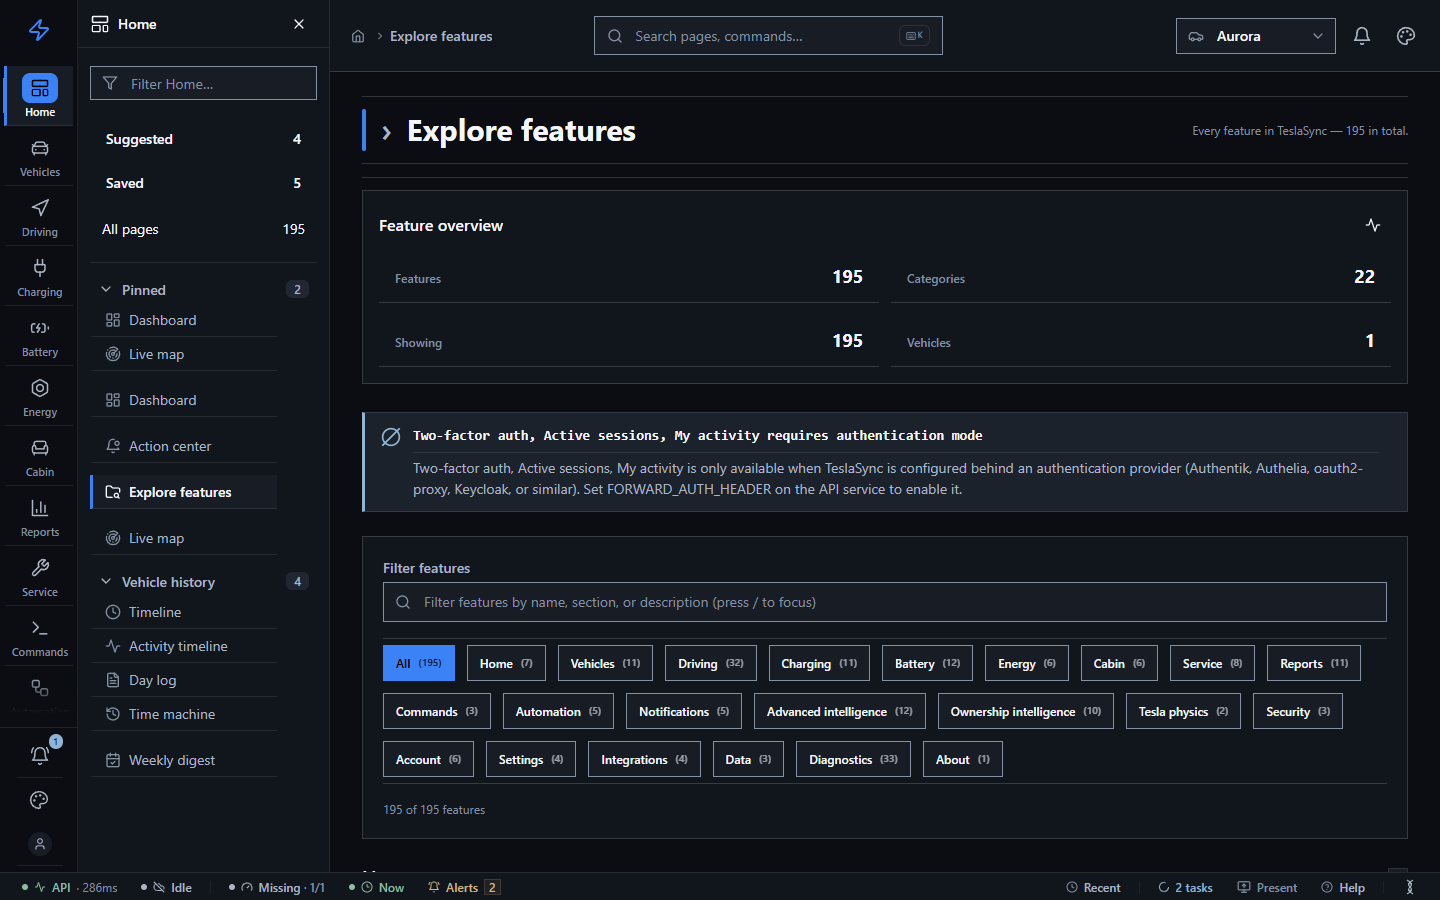 Home
Explore features
Search pages, commands...
K
Aurora
Home
Vehicles
Driving
Charging
Battery
Energy
Cabin
Reports
Service
Commands
1
Filter Home...
Suggested 4
Saved 5
All pages 195
Pinned 2
Dashboard
Live map
Dashboard
Action center
Explore features
Live map
Vehicle history 4
Timeline
Activity timeline
Day log
Time machine
Weekly digest
Explore features
Every feature in TeslaSync — 195 in total.
Feature overview
Features 195 Categories 22
Showing 195 Vehicles 1
Two-factor auth, Active sessions, My activity requires authentication mode
Two-factor auth, Active sessions, My activity is only available when TeslaSync is configured behind an authentication provider (Authentik, Authelia, oauth2-
proxy, Keycloak, or similar). Set FORWARD_AUTH_HEADER on the API service to enable it.
Filter features
Filter features by name, section, or description (press / to focus)
All (195) Home (7) Vehicles (11) Driving (32) Charging (11) Battery (12) Energy (6) Cabin (6) Service (8) Reports (11)
Commands (3) Automation (5) Notifications (5) Advanced intelligence (12) Ownership intelligence (10) Tesla physics (2) Security (3)
Account (6) Settings (4) Integrations (4) Data (3) Diagnostics (33) About (1)
195 of 195 features
API · 286ms Idle Missing · 1/1 Now Alerts 2 Recent 2 tasks Present Help